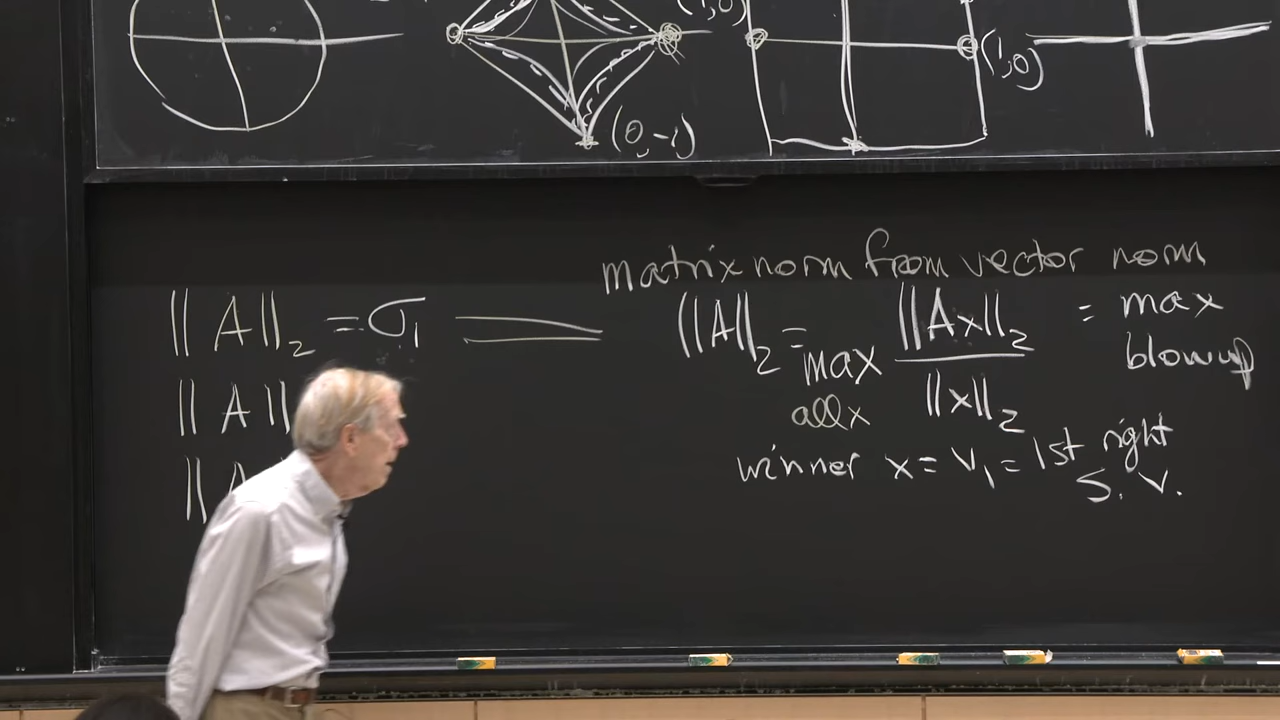 (1,0)
(1,0)
(0,-1)
matrix norm from vector norm
||A||₂ = σ₁ ||A||₂ = max all x ||Ax||₂ / ||x||₂ = max blowup
||A||
winner x = v₁ = 1st right
S. V.